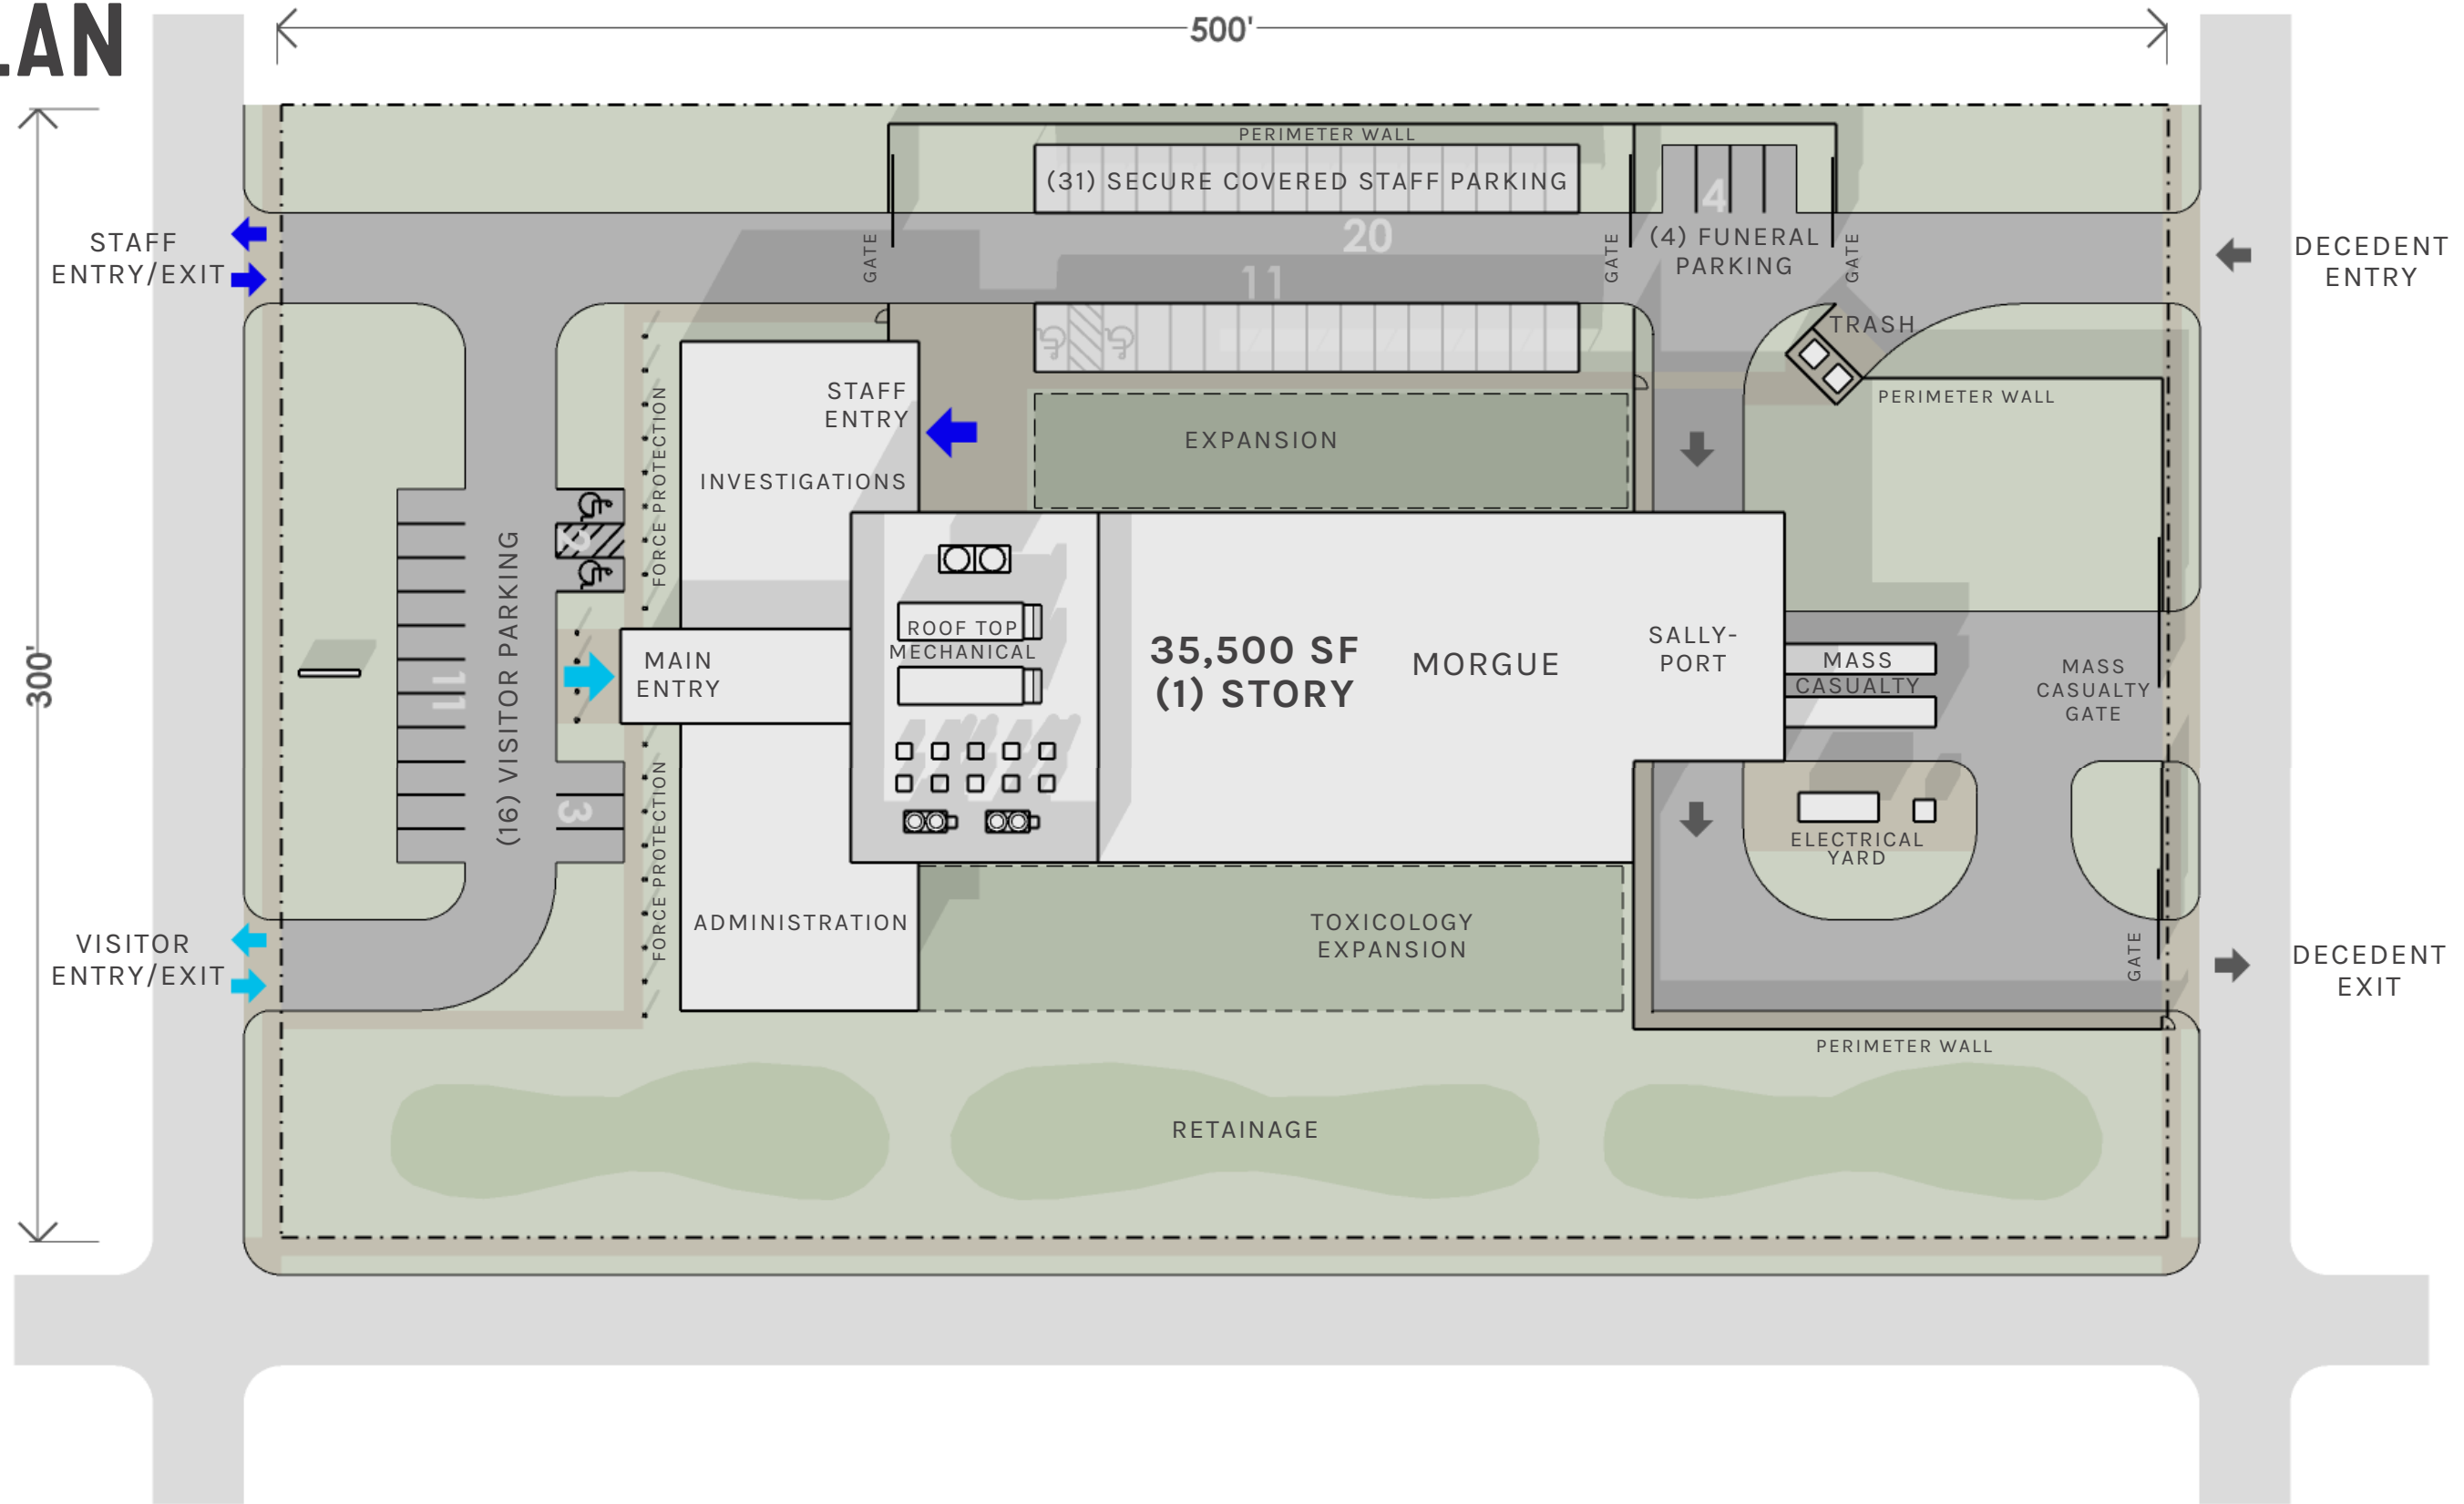 LAN
500'
300'
PERIMETER WALL
(31) SECURE COVERED STAFF PARKING
20
11
4
(4) FUNERAL
PARKING
GATE
GATE
GATE
STAFF
ENTRY/EXIT
DECEDENT
ENTRY
TRASH
PERIMETER WALL
STAFF
ENTRY
EXPANSION
INVESTIGATIONS
FORCE PROTECTION
2
(16) VISITOR PARKING
11
3
MAIN
ENTRY
ROOF TOP
MECHANICAL
35,500 SF
(1) STORY
MORGUE
SALLY-
PORT
MASS
CASUALTY
MASS
CASUALTY
GATE
ELECTRICAL
YARD
FORCE PROTECTION
ADMINISTRATION
TOXICOLOGY
EXPANSION
VISITOR
ENTRY/EXIT
GATE
DECEDENT
EXIT
PERIMETER WALL
RETAINAGE